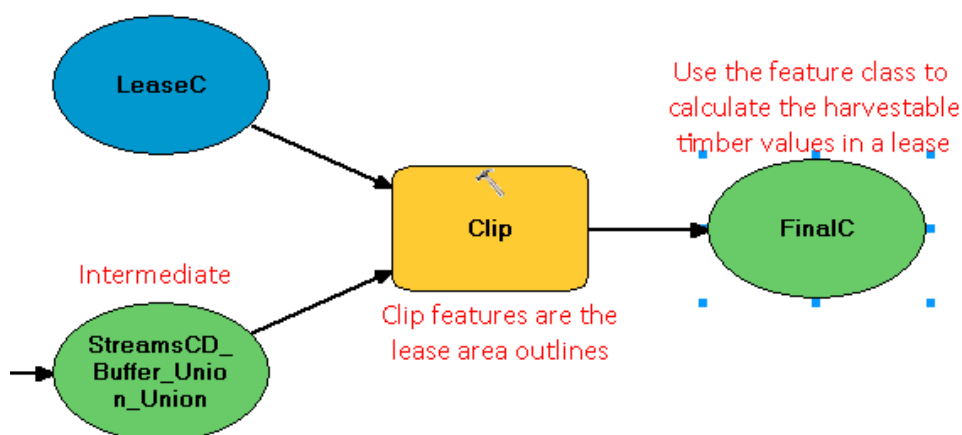 LeaseC
Use the feature class to
calculate the harvestable
timber values in a lease
Clip
FinalC
Intermediate
Clip features are the
lease area outlines
StreamsCD_
Buffer_Unio
n_Union